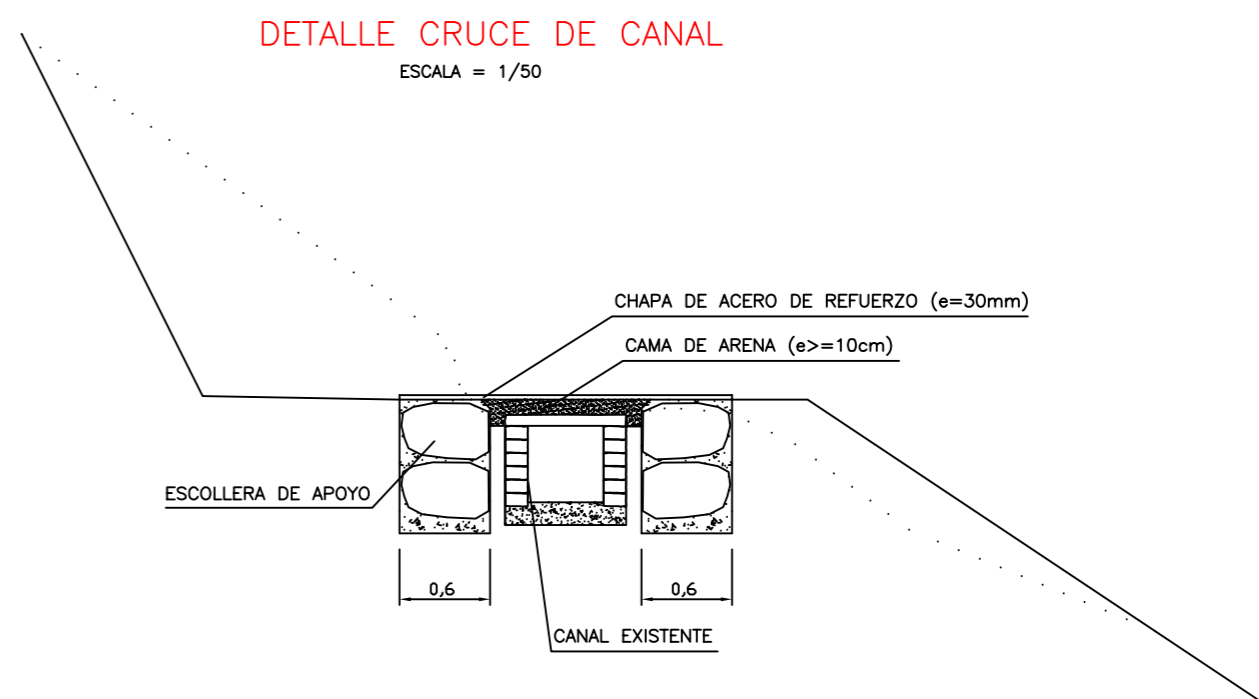 DETALLE CRUCE DE CANAL
ESCALA = 1/50
CHAPA DE ACERO DE REFUERZO (e=30mm)
CAMA DE ARENA (e>=10cm)
ESCOLLERA DE APOYO
0,6
0,6
CANAL EXISTENTE